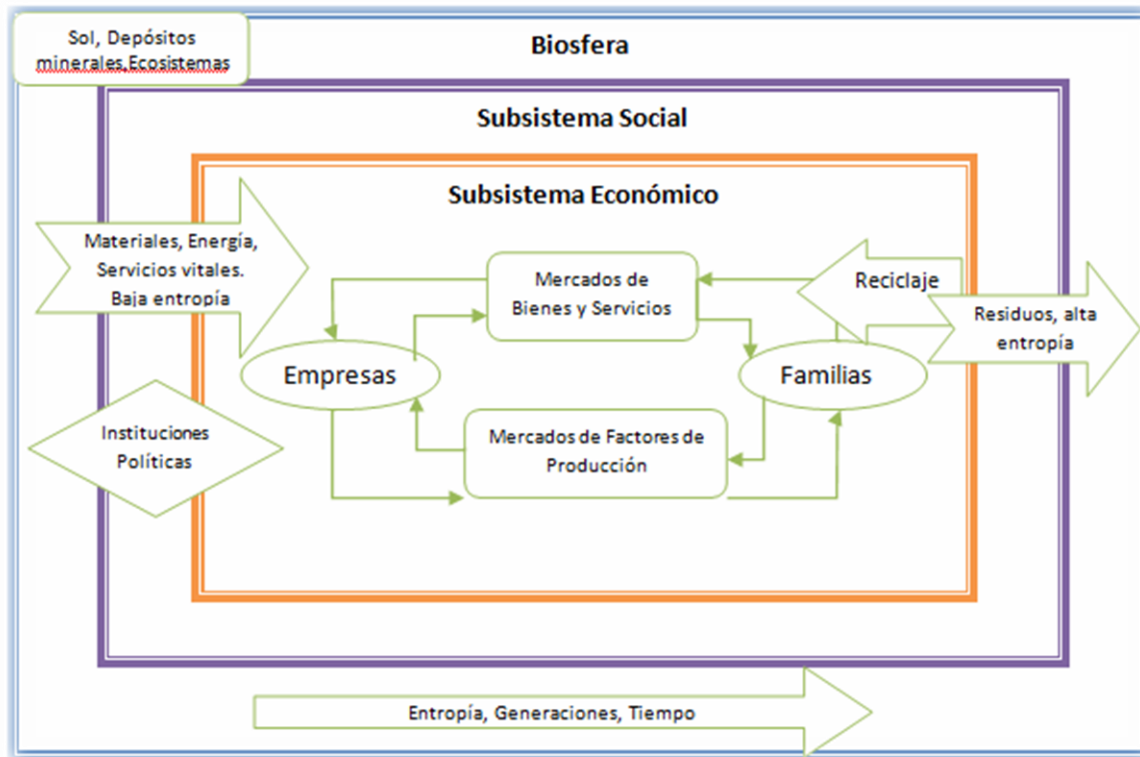 Sol, Depósitos
minerales,Ecosistemas
Biosfera
Subsistema Social
Subsistema Económico
Materiales, Energía,
Servicios vitales.
Baja entropía
Mercados de
Bienes y Servicios
Reciclaje
Residuos, alta
entropía
Empresas
Familias
Instituciones
Políticas
Mercados de Factores de
Producción
Entropía, Generaciones, Tiempo